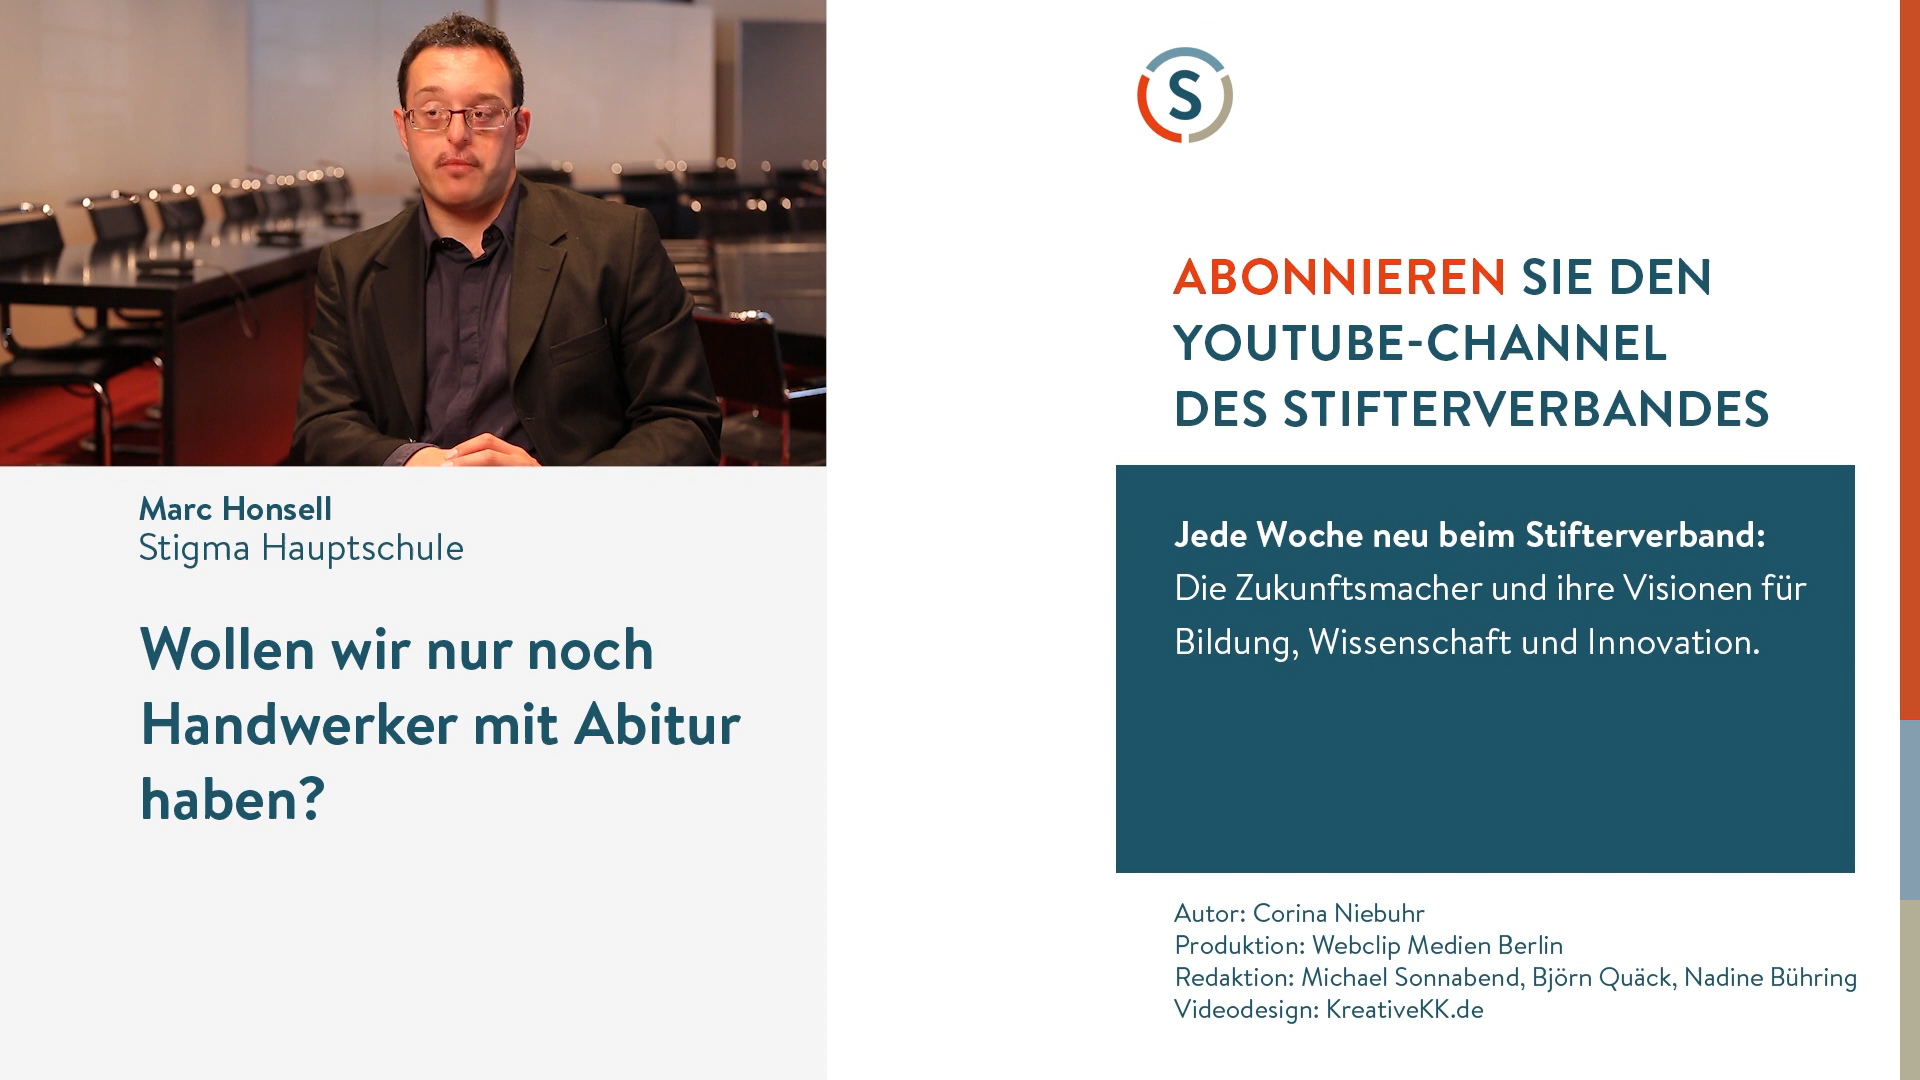 Marc Honsell
Stigma Hauptschule
Wollen wir nur noch
Handwerker mit Abitur
haben?
S
ABONNIEREN SIE DEN
YOUTUBE-CHANNEL
DES STIFTERVERBANDES
Jede Woche neu beim Stifterverband:
Die Zukunftsmacher und ihre Visionen für
Bildung, Wissenschaft und Innovation.
Autor: Corina Niebuhr
Produktion: Webclip Medien Berlin
Redaktion: Michael Sonnabend, Björn Quäck, Nadine Bühring
Videodesign: KreativeKK.de